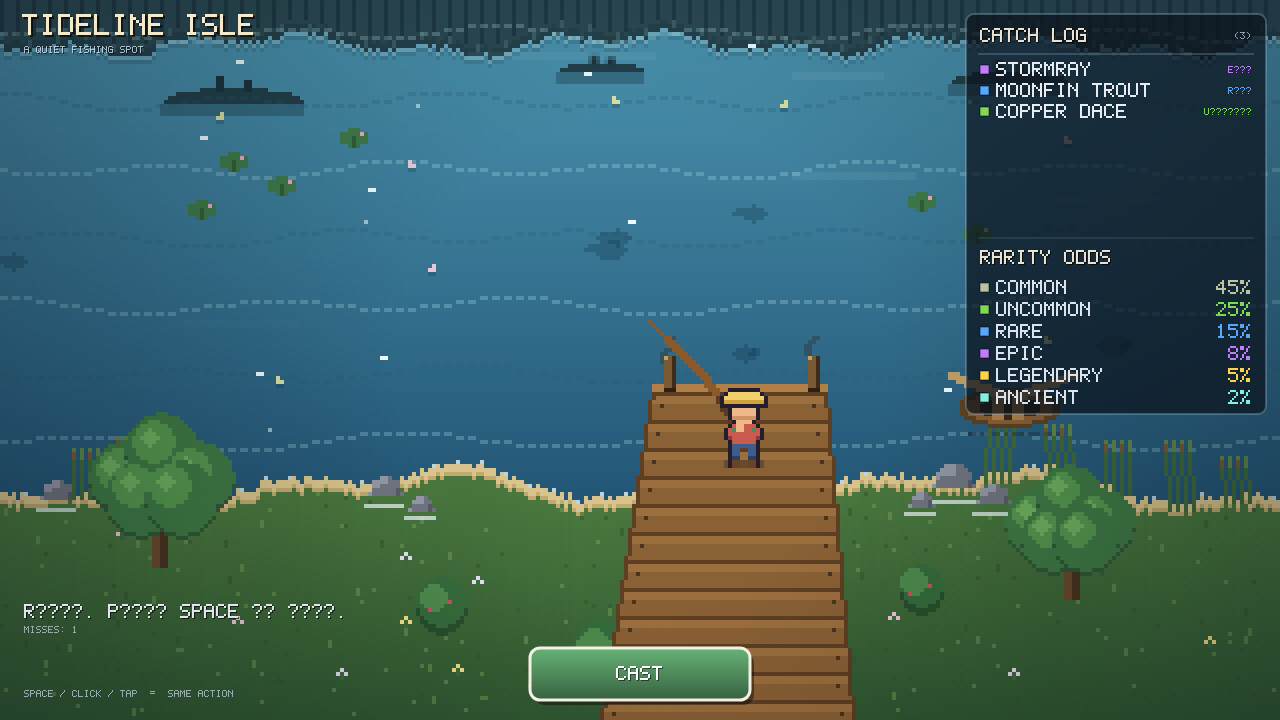 TIDELINE ISLE
A QUIET FISHING SPOT
CATCH LOG (3)
STORMRAY E???
MOONFIN TROUT R???
COPPER DACE U???????
RARITY ODDS
COMMON 45%
UNCOMMON 25%
RARE 15%
EPIC 8%
LEGENDARY 5%
ANCIENT 2%
R????. P???? SPACE ?? ????.
MISSES: 1
CAST
SPACE / CLICK / TAP = SAME ACTION